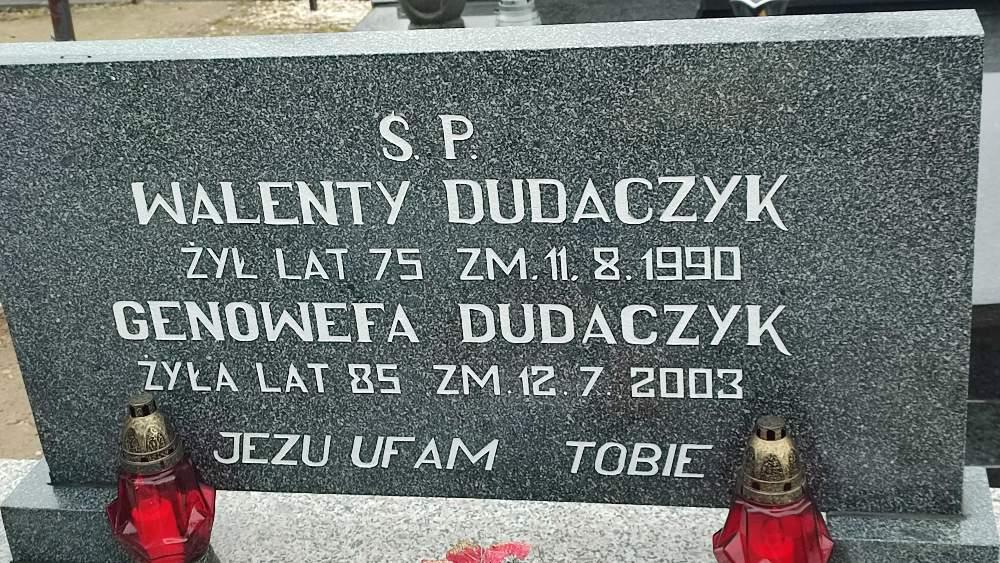 S. P.
WALENTY DUDACZYK
ŻYŁ LAT 75 ZM. 11. 8. 1990
GENOWEFA DUDACZYK
ŻYŁA LAT 85 ZM. 12. 7. 2003
JEZU UFAM TOBIE